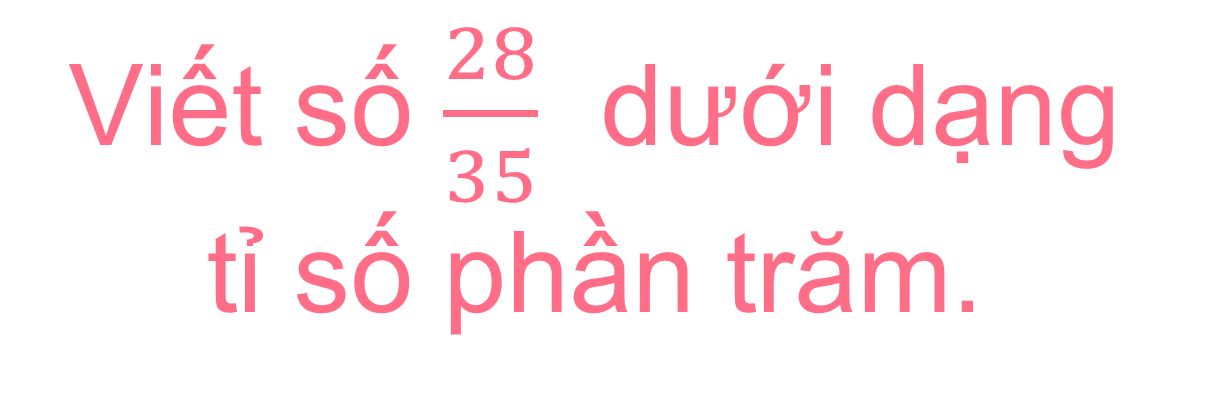 Viết số 28/35 dưới dạng
tỉ số phần trăm.